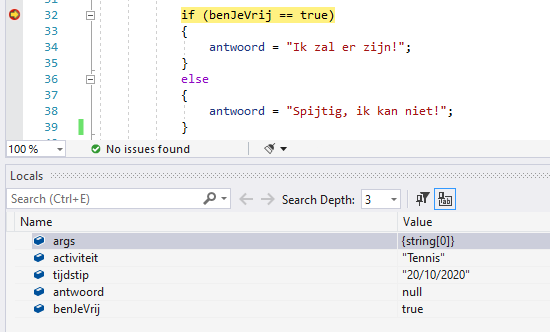 32 if (benJeVrij == true)
33 {
34 antwoord = "Ik zal er zijn!";
35 }
36 else
37 {
38 antwoord = "Spijtig, ik kan niet!";
39 }
100 % No issues found
Locals
Search (Ctrl+E) Search Depth: 3
Name Value
args {string[0]}
activiteit "Tennis"
tijdstip "20/10/2020"
antwoord null
benJeVrij true